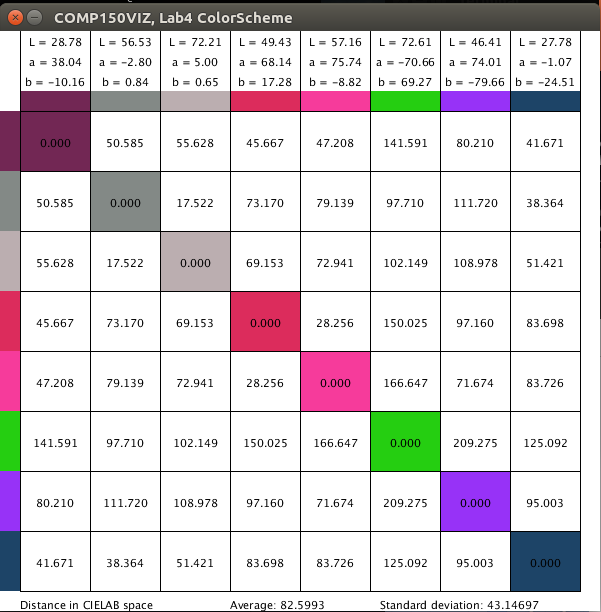 COMP150VIZ, Lab4 ColorScheme
L = 28.78 L = 56.53 L = 72.21 L = 49.43 L = 57.16 L = 72.61 L = 46.41 L = 27.78
a = 38.04 a = −2.80 a = 5.00 a = 68.14 a = 75.74 a = −70.66 a = 74.01 a = −1.07
b = −10.16 b = 0.84 b = 0.65 b = 17.28 b = −8.82 b = 69.27 b = −79.66 b = −24.51
0.000 50.585 55.628 45.667 47.208 141.591 80.210 41.671
50.585 0.000 17.522 73.170 79.139 97.710 111.720 38.364
55.628 17.522 0.000 69.153 72.941 102.149 108.978 51.421
45.667 73.170 69.153 0.000 28.256 150.025 97.160 83.698
47.208 79.139 72.941 28.256 0.000 166.647 71.674 83.726
141.591 97.710 102.149 150.025 166.647 0.000 209.275 125.092
80.210 111.720 108.978 97.160 71.674 209.275 0.000 95.003
41.671 38.364 51.421 83.698 83.726 125.092 95.003 0.000
Distance in CIELAB space Average: 82.5993 Standard deviation: 43.14697